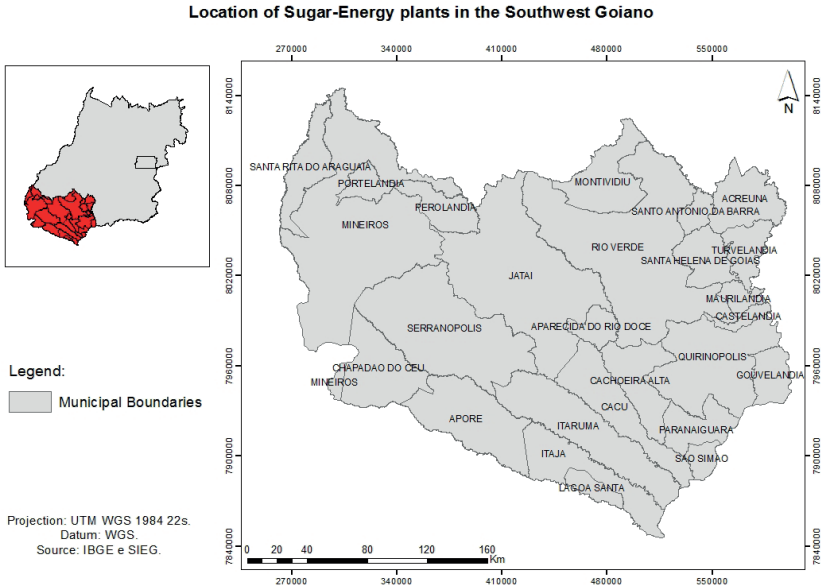 Location of Sugar-Energy plants in the Southwest Goiano
270000 340000 410000 480000 550000
8140000 8140000
N
SANTA RITA DO ARAGUAIA
PORTELANDIA
MONTIVIDIU
8080000 8080000
ACREUNA
PEROLANDIA
SANTO ANTONIO DA BARRA
MINEIROS
RIO VERDE
TURVELANDIA
SANTA HELENA DE GOIAS
JATAI
8020000 8020000
MAURILANDIA
CASTELANDIA
SERRANOPOLIS
APARECIDA DO RIO DOCE
QUIRINOPOLIS
Legend:
CHAPADAO DO CEU
7960000 7960000
GOUVELANDIA
MINEIROS
CACHOEIRA ALTA
Municipal Boundaries
CACU
APORE
ITARUMA
PARANAIGUARA
ITAJA
SAO SIMAO
7900000 7900000
LAGOA SANTA
Projection: UTM WGS 1984 22s.
Datum: WGS.
Source: IBGE e SIEG.
0 20 40 80 120 160
Km
7840000 7840000
270000 340000 410000 480000 550000